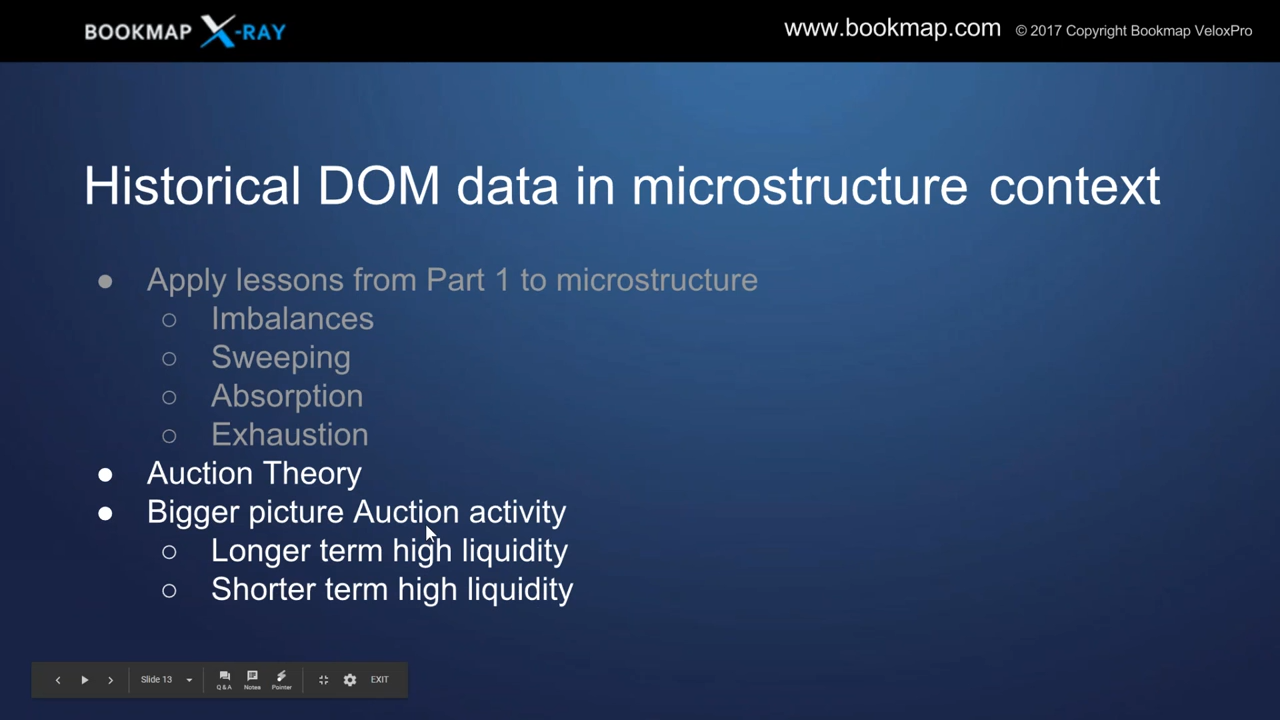 BOOKMAP X-RAY
www.bookmap.com © 2017 Copyright Bookmap VeloxPro
Historical DOM data in microstructure context
● Apply lessons from Part 1 to microstructure
○ Imbalances
○ Sweeping
○ Absorption
○ Exhaustion
● Auction Theory
● Bigger picture Auction activity
○ Longer term high liquidity
○ Shorter term high liquidity
Slide 13 Q&A Notes Pointer EXIT